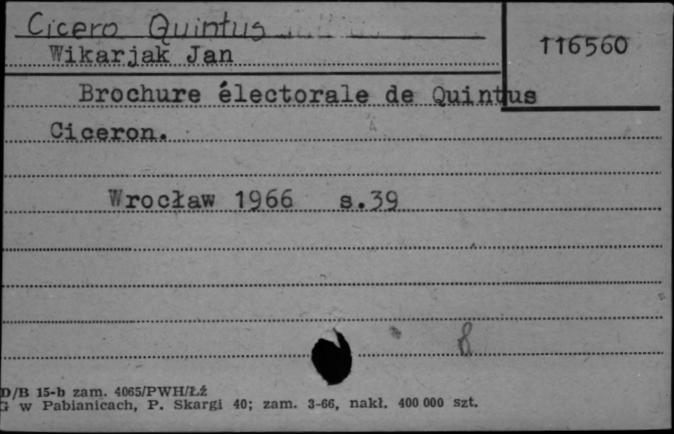 Cicero Quintus
116560
Wikarjak Jan
Brochure électorale de Quintus
Ciceron.
Wrocław 1966 s.39
8
D/B 15-b zam. 4065/PWH/Łź
G w Pabianicach, P. Skargi 40; zam. 3-66, nakł. 400 000 szt.